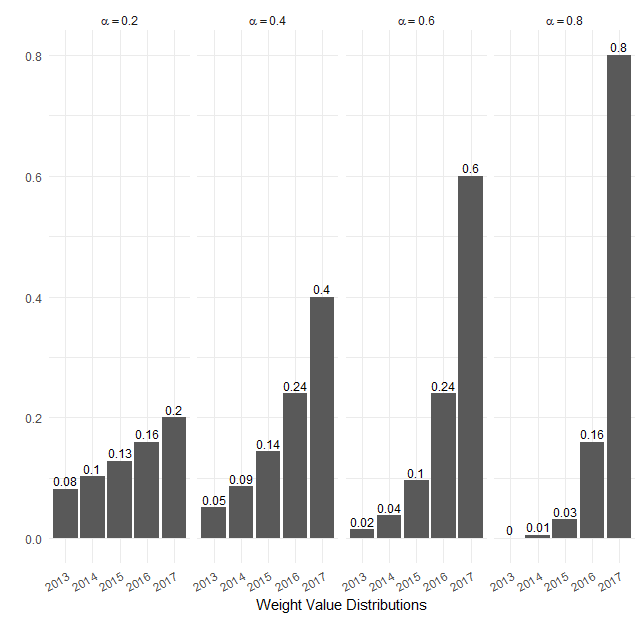 α = 0.2 α = 0.4 α = 0.6 α = 0.8
0.8
0.6
0.4
0.2
0.0
0.08 0.1 0.13 0.16 0.2
0.05 0.09 0.14 0.24 0.4
0.02 0.04 0.1 0.24 0.6
0 0.01 0.03 0.16 0.8
2013 2014 2015 2016 2017 2013 2014 2015 2016 2017 2013 2014 2015 2016 2017 2013 2014 2015 2016 2017
Weight Value Distributions